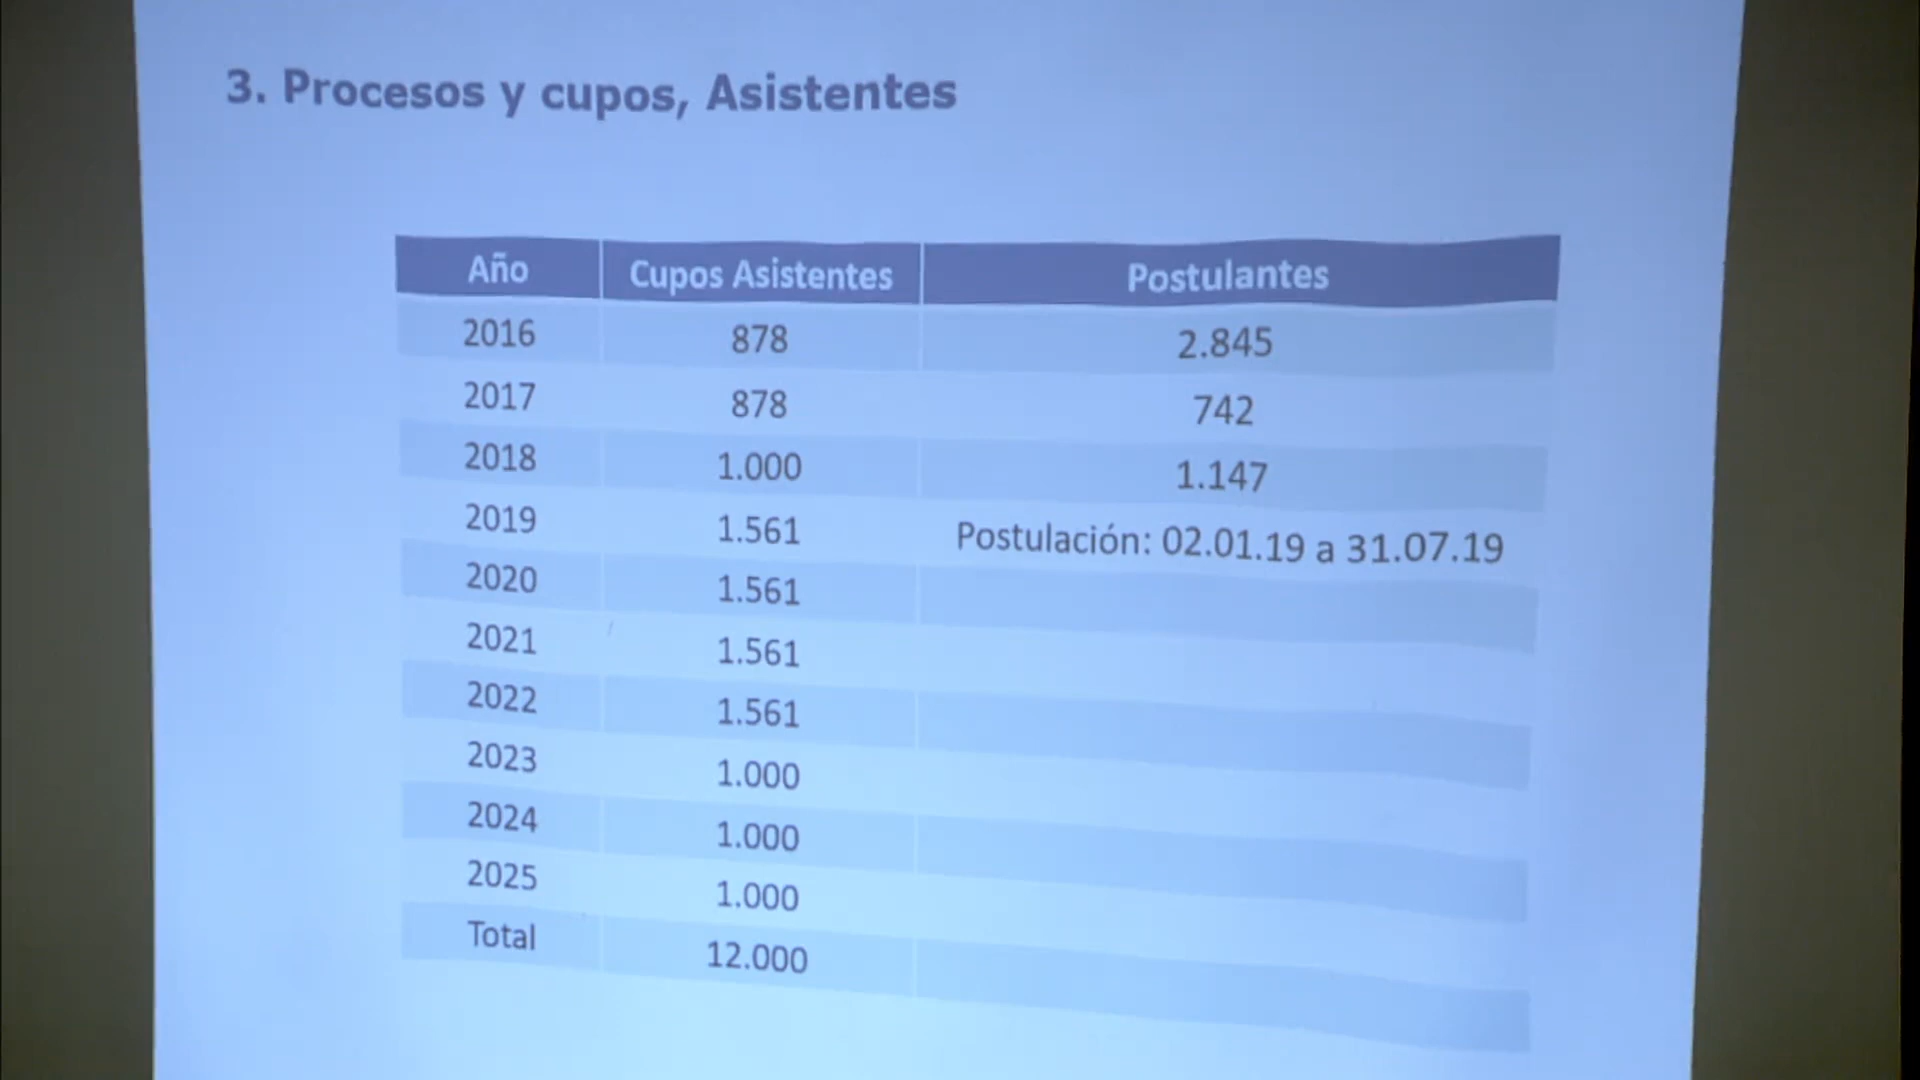 3. Procesos y cupos, Asistentes
Año Cupos Asistentes Postulantes
2016 878 2.845
2017 878 742
2018 1.000 1.147
2019 1.561 Postulación: 02.01.19 a 31.07.19
2020 1.561
2021 1.561
2022 1.561
2023 1.000
2024 1.000
2025 1.000
Total 12.000